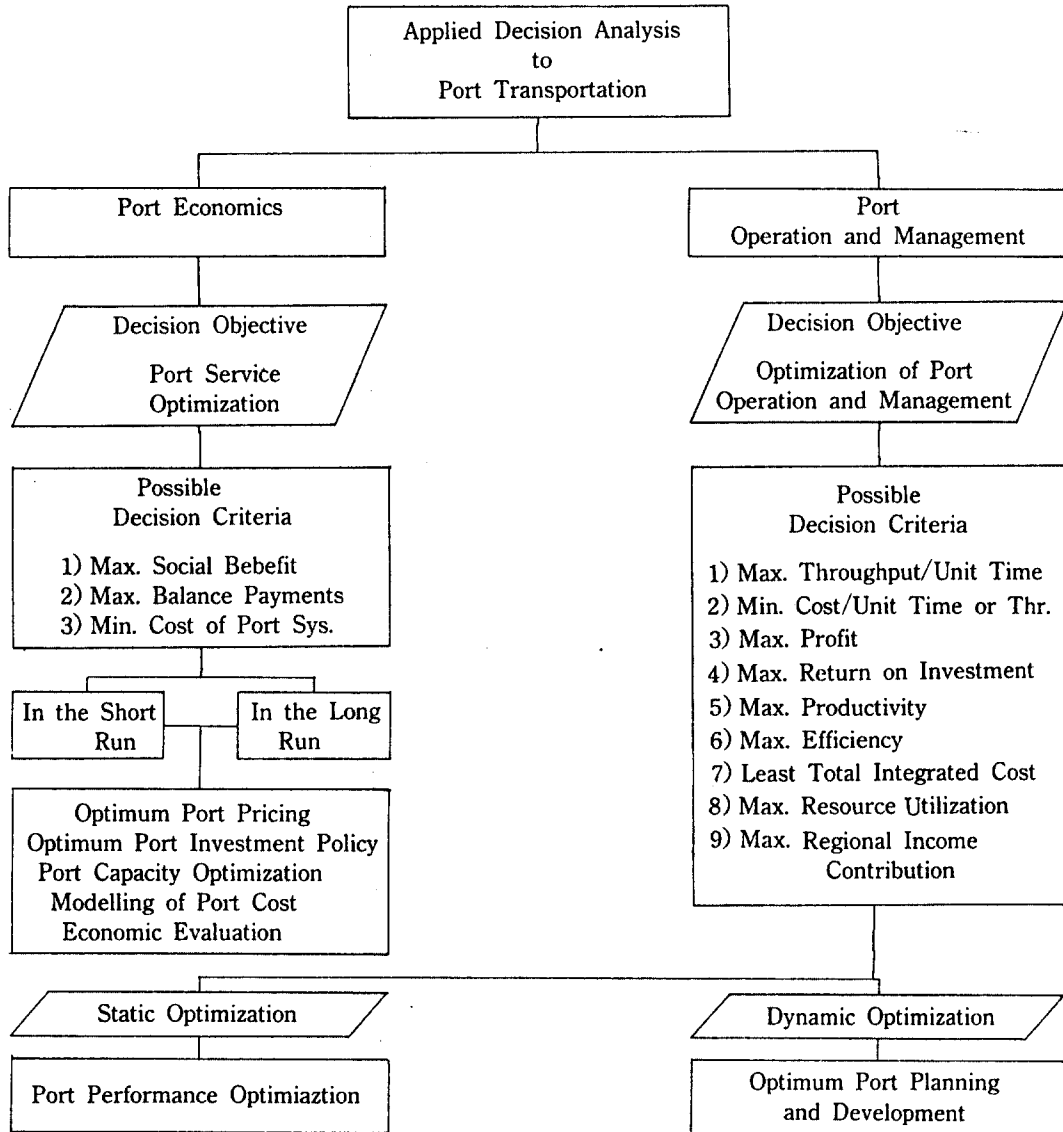 Applied Decision Analysis
to
Port Transportation
Port Economics
Port
Operation and Management
Decision Objective
Port Service
Optimization
Decision Objective
Optimization of Port
Operation and Management
Possible
Decision Criteria
1) Max. Social Bebefit
2) Max. Balance Payments
3) Min. Cost of Port Sys.
Possible
Decision Criteria
1) Max. Throughput/Unit Time
2) Min. Cost/Unit Time or Thr.
3) Max. Profit
4) Max. Return on Investment
5) Max. Productivity
6) Max. Efficiency
7) Least Total Integrated Cost
8) Max. Resource Utilization
9) Max. Regional Income
Contribution
In the Short
Run
In the Long
Run
Optimum Port Pricing
Optimum Port Investment Policy
Port Capacity Optimization
Modelling of Port Cost
Economic Evaluation
Static Optimization
Dynamic Optimization
Port Performance Optimiaztion
Optimum Port Planning
and Development